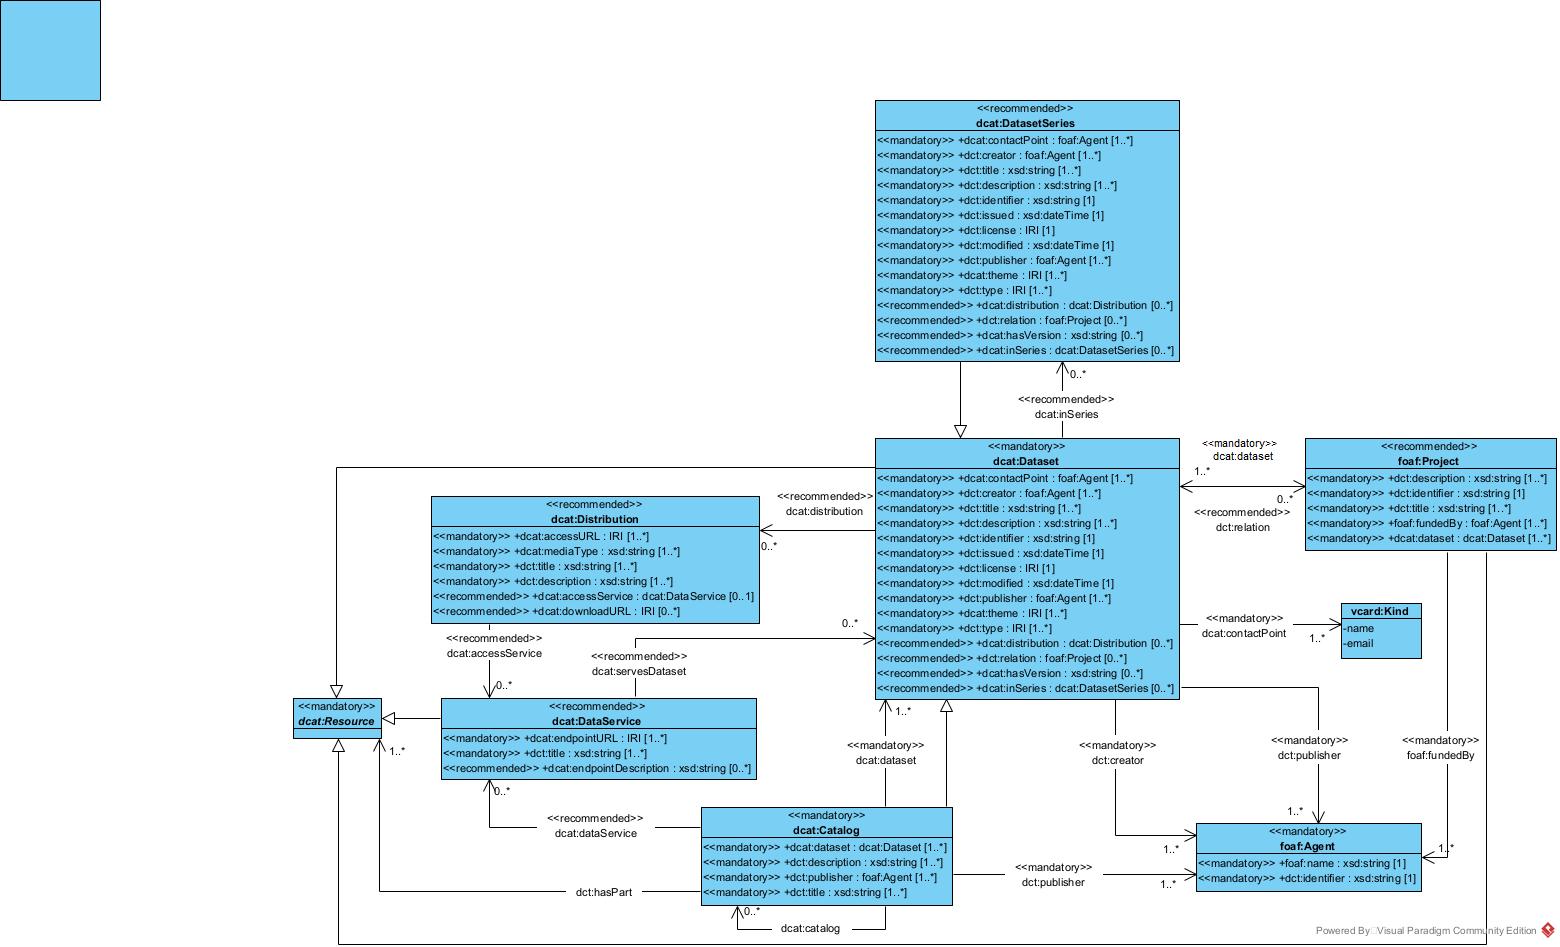 <<recommended>>
dcat:DatasetSeries
<<mandatory>> +dcat:contactPoint : foaf:Agent [1..*]
<<mandatory>> +dct:creator : foaf:Agent [1..*]
<<mandatory>> +dct:title : xsd:string [1..*]
<<mandatory>> +dct:description : xsd:string [1..*]
<<mandatory>> +dct:identifier : xsd:string [1]
<<mandatory>> +dct:issued : xsd:dateTime [1]
<<mandatory>> +dct:license : IRI [1]
<<mandatory>> +dct:modified : xsd:dateTime [1]
<<mandatory>> +dct:publisher : foaf:Agent [1..*]
<<mandatory>> +dcat:theme : IRI [1..*]
<<mandatory>> +dct:type : IRI [1..*]
<<recommended>> +dcat:distribution : dcat:Distribution [0..*]
<<recommended>> +dct:relation : foaf:Project [0..*]
<<recommended>> +dcat:hasVersion : xsd:string [0..*]
<<recommended>> +dcat:inSeries : dcat:DatasetSeries [0..*]
0..*
<<recommended>>
dcat:inSeries
<<mandatory>>
dcat:Dataset
<<mandatory>> +dcat:contactPoint : foaf:Agent [1..*]
<<mandatory>> +dct:creator : foaf:Agent [1..*]
<<mandatory>> +dct:title : xsd:string [1..*]
<<mandatory>> +dct:description : xsd:string [1..*]
<<mandatory>> +dct:identifier : xsd:string [1]
<<mandatory>> +dct:issued : xsd:dateTime [1]
<<mandatory>> +dct:license : IRI [1]
<<mandatory>> +dct:modified : xsd:dateTime [1]
<<mandatory>> +dct:publisher : foaf:Agent [1..*]
<<mandatory>> +dcat:theme : IRI [1..*]
<<mandatory>> +dct:type : IRI [1..*]
<<recommended>> +dcat:distribution : dcat:Distribution [0..*]
<<recommended>> +dct:relation : foaf:Project [0..*]
<<recommended>> +dcat:hasVersion : xsd:string [0..*]
<<recommended>> +dcat:inSeries : dcat:DatasetSeries [0..*]
<<mandatory>>
dcat:dataset
1..*
0..*
<<recommended>>
dct:relation
<<recommended>>
foaf:Project
<<mandatory>> +dct:description : xsd:string [1..*]
<<mandatory>> +dct:identifier : xsd:string [1]
<<mandatory>> +dct:title : xsd:string [1..*]
<<mandatory>> +foaf:fundedBy : foaf:Agent [1..*]
<<mandatory>> +dcat:dataset : dcat:Dataset [1..*]
<<recommended>>
dcat:distribution
0..*
<<recommended>>
dcat:Distribution
<<mandatory>> +dcat:accessURL : IRI [1..*]
<<mandatory>> +dcat:mediaType : xsd:string [1..*]
<<mandatory>> +dct:title : xsd:string [1..*]
<<mandatory>> +dct:description : xsd:string [1..*]
<<recommended>> +dcat:accessService : dcat:DataService [0..1]
<<recommended>> +dcat:downloadURL : IRI [0..*]
<<recommended>>
dcat:accessService
0..*
<<recommended>>
dcat:servesDataset
0..*
<<mandatory>>
dcat:contactPoint
1..*
vcard:Kind
-name
-email
<<mandatory>>
dcat:Resource
1..*
<<recommended>>
dcat:DataService
<<mandatory>> +dcat:endpointURL : IRI [1..*]
<<mandatory>> +dct:title : xsd:string [1..*]
<<recommended>> +dcat:endpointDescription : xsd:string [0..*]
0..*
<<recommended>>
dcat:dataService
1..*
<<mandatory>>
dcat:dataset
<<mandatory>>
dct:creator
1..*
<<mandatory>>
dct:publisher
1..*
<<mandatory>>
foaf:fundedBy
1..*
<<mandatory>>
dcat:Catalog
<<mandatory>> +dcat:dataset : dcat:Dataset [1..*]
<<mandatory>> +dct:description : xsd:string [1..*]
<<mandatory>> +dct:publisher : foaf:Agent [1..*]
<<mandatory>> +dct:title : xsd:string [1..*]
<<mandatory>>
dct:publisher
1..*
<<mandatory>>
foaf:Agent
<<mandatory>> +foaf:name : xsd:string [1]
<<mandatory>> +dct:identifier : xsd:string [1]
dct:hasPart
0..*
dcat:catalog
Powered By Visual Paradigm Community Edition